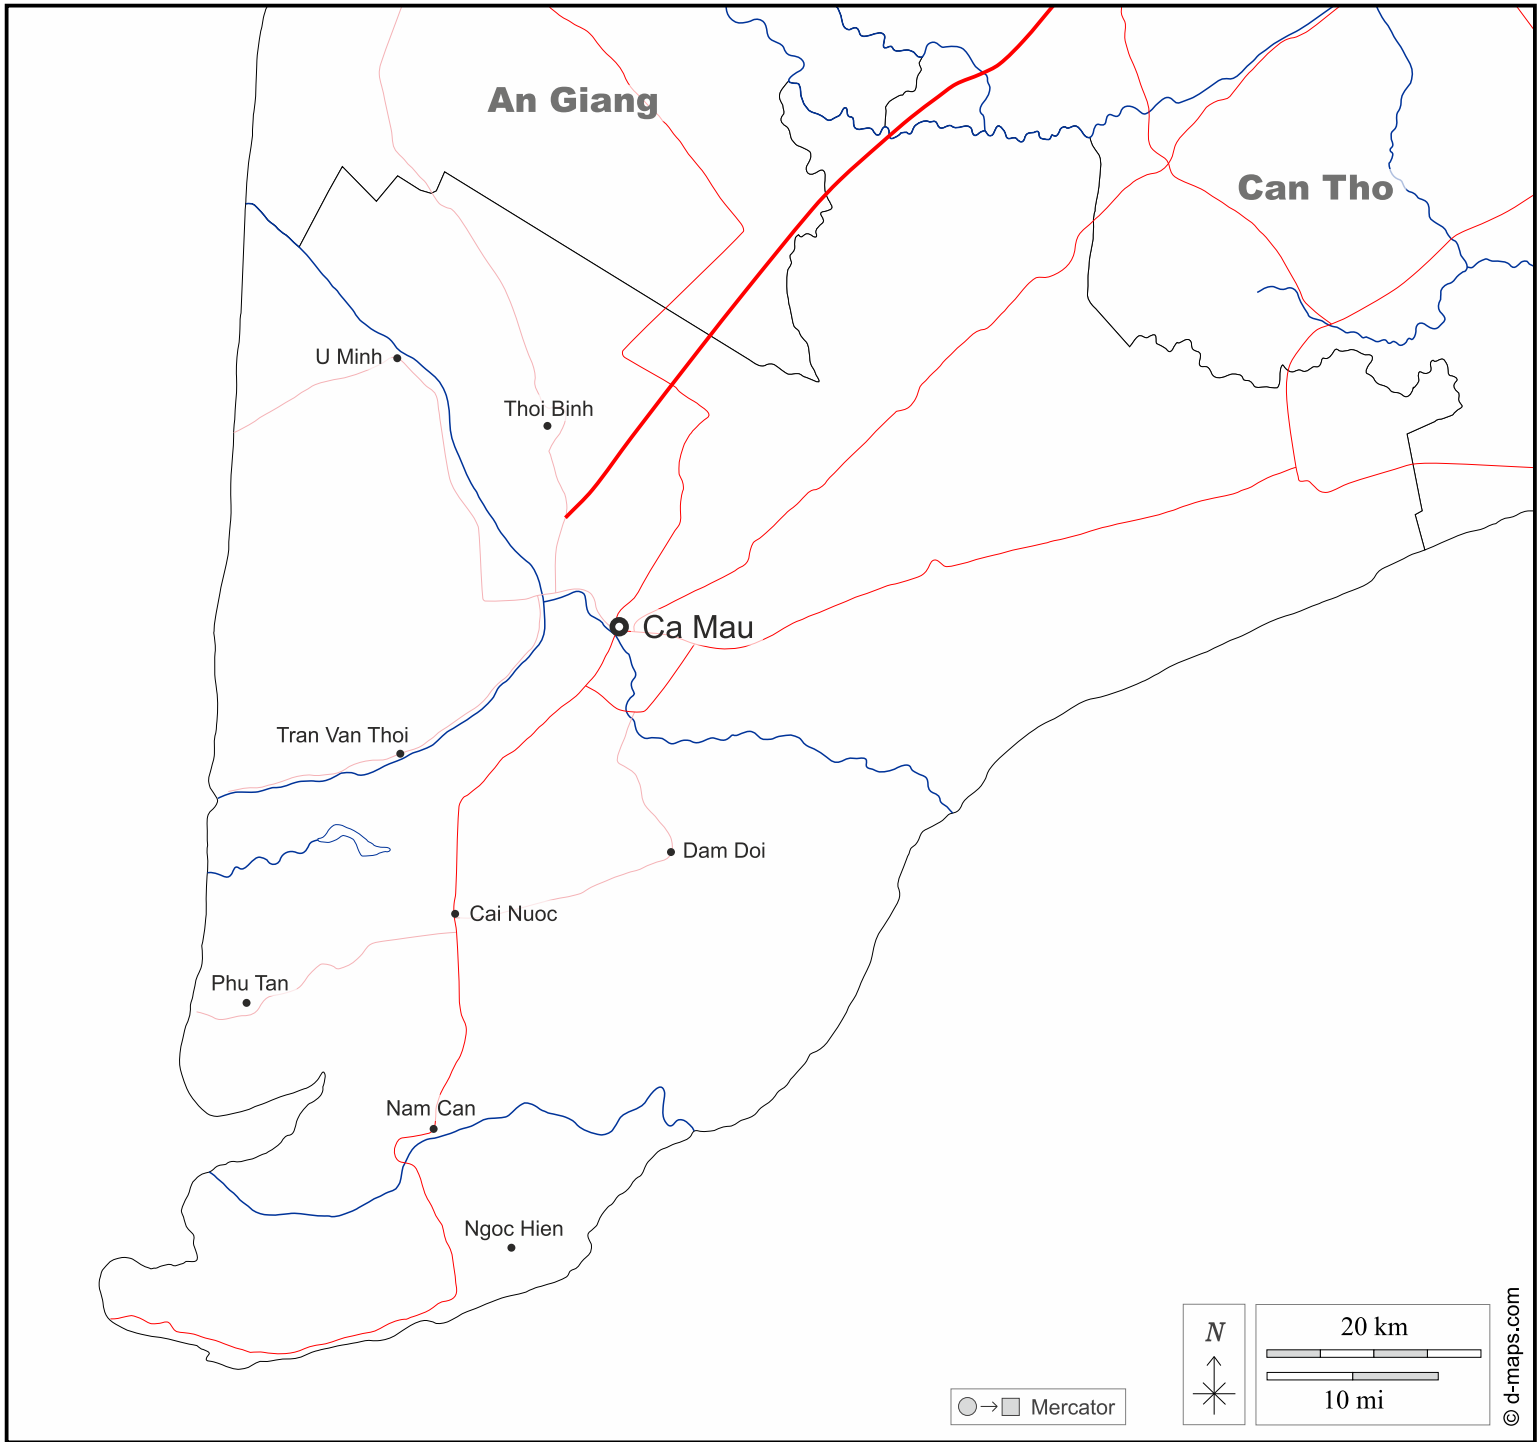 An Giang
Can Tho
U Minh
Thoi Binh
Ca Mau
Tran Van Thoi
Dam Doi
Cai Nuoc
Phu Tan
Nam Can
Ngoc Hien
N
20 km
10 mi
Mercator
© d-maps.com